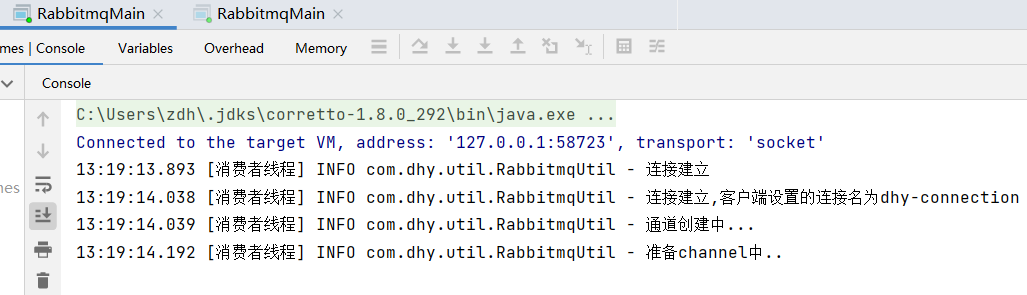 RabbitmqMain RabbitmqMain
mes | Console Variables Overhead Memory
Console
C:\Users\zdh\.jdks\corretto-1.8.0_292\bin\java.exe ...
Connected to the target VM, address: '127.0.0.1:58723', transport: 'socket'
13:19:13.893 [消费者线程] INFO com.dhy.util.RabbitmqUtil - 连接建立
mes
13:19:14.038 [消费者线程] INFO com.dhy.util.RabbitmqUtil - 连接建立,客户端设置的连接名为dhy-connection
13:19:14.039 [消费者线程] INFO com.dhy.util.RabbitmqUtil - 通道创建中...
13:19:14.192 [消费者线程] INFO com.dhy.util.RabbitmqUtil - 准备channel中..